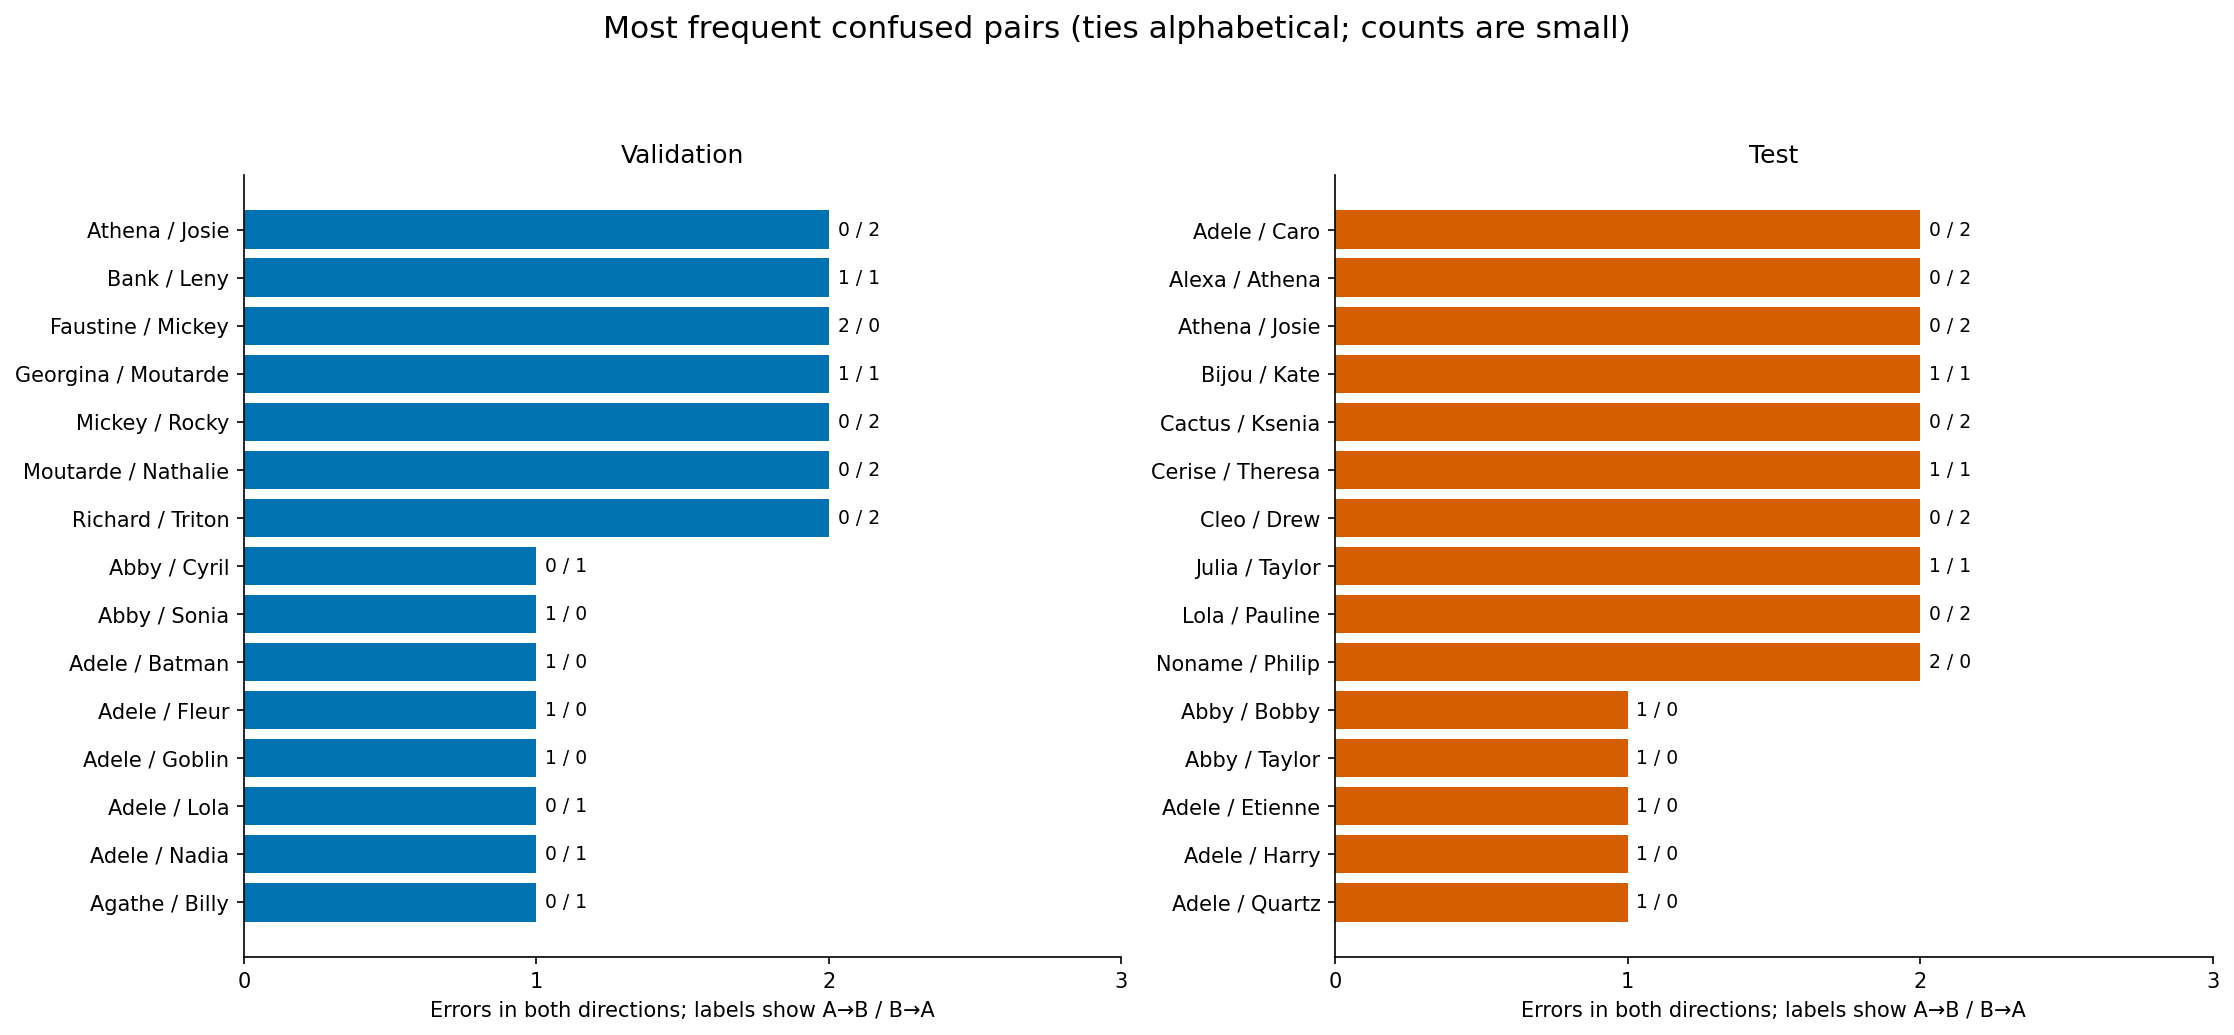 Most frequent confused pairs (ties alphabetical; counts are small)
Validation
Athena / Josie 0 / 2
Bank / Leny 1 / 1
Faustine / Mickey 2 / 0
Georgina / Moutarde 1 / 1
Mickey / Rocky 0 / 2
Moutarde / Nathalie 0 / 2
Richard / Triton 0 / 2
Abby / Cyril 0 / 1
Abby / Sonia 1 / 0
Adele / Batman 1 / 0
Adele / Fleur 1 / 0
Adele / Goblin 1 / 0
Adele / Lola 0 / 1
Adele / Nadia 0 / 1
Agathe / Billy 0 / 1
0 1 2 3
Errors in both directions; labels show A→B / B→A
Test
Adele / Caro 0 / 2
Alexa / Athena 0 / 2
Athena / Josie 0 / 2
Bijou / Kate 1 / 1
Cactus / Ksenia 0 / 2
Cerise / Theresa 1 / 1
Cleo / Drew 0 / 2
Julia / Taylor 1 / 1
Lola / Pauline 0 / 2
Noname / Philip 2 / 0
Abby / Bobby 1 / 0
Abby / Taylor 1 / 0
Adele / Etienne 1 / 0
Adele / Harry 1 / 0
Adele / Quartz 1 / 0
0 1 2 3
Errors in both directions; labels show A→B / B→A